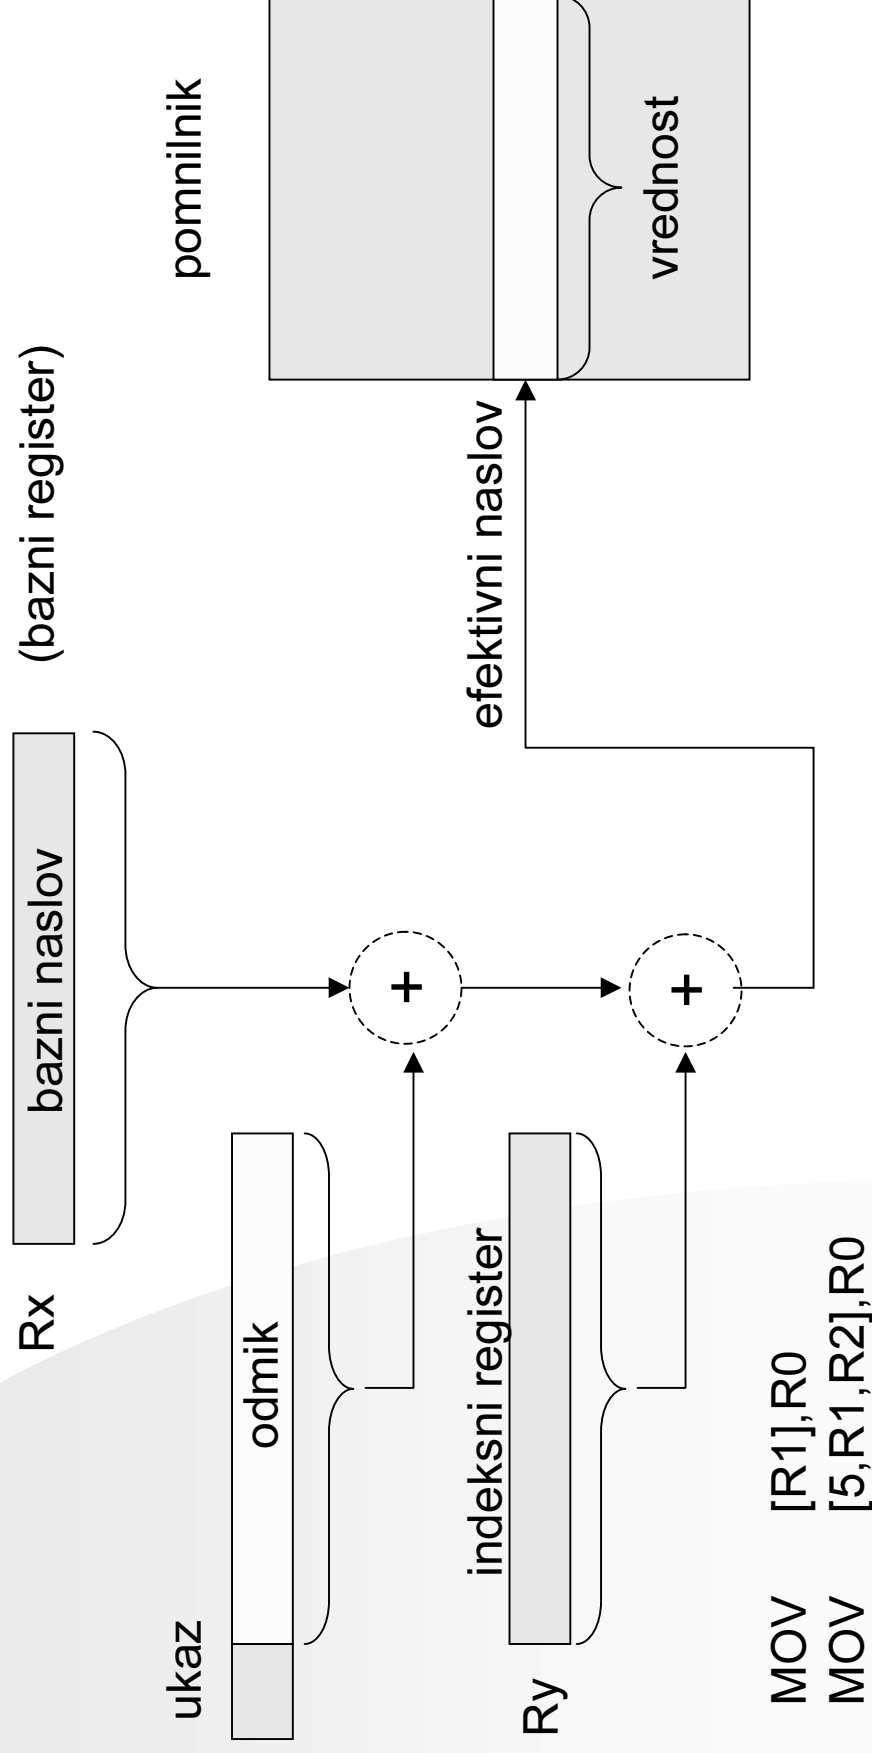 Rx
bazni naslov
(bazni register)
ukaz
odmik
pomnilnik
indeksni register
efektivni naslov
Ry
+
+
vrednost
MOV [R1],R0
MOV [5,R1,R2],R0